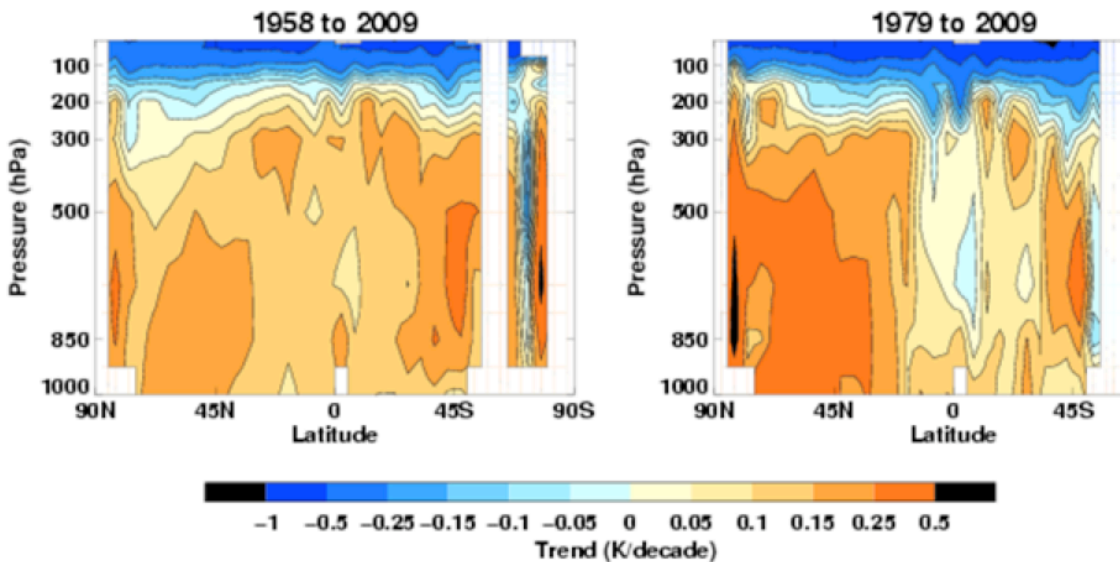 1958 to 2009
100
200
300
500
850
1000
Pressure (hPa)
90N 45N 0 45S 90S
Latitude
1979 to 2009
100
200
300
500
850
1000
Pressure (hPa)
90N 45N 0 45S
Latitude
−1 −0.5 −0.25 −0.15 −0.1 −0.05 0 0.05 0.1 0.15 0.25 0.5
Trend (K/decade)